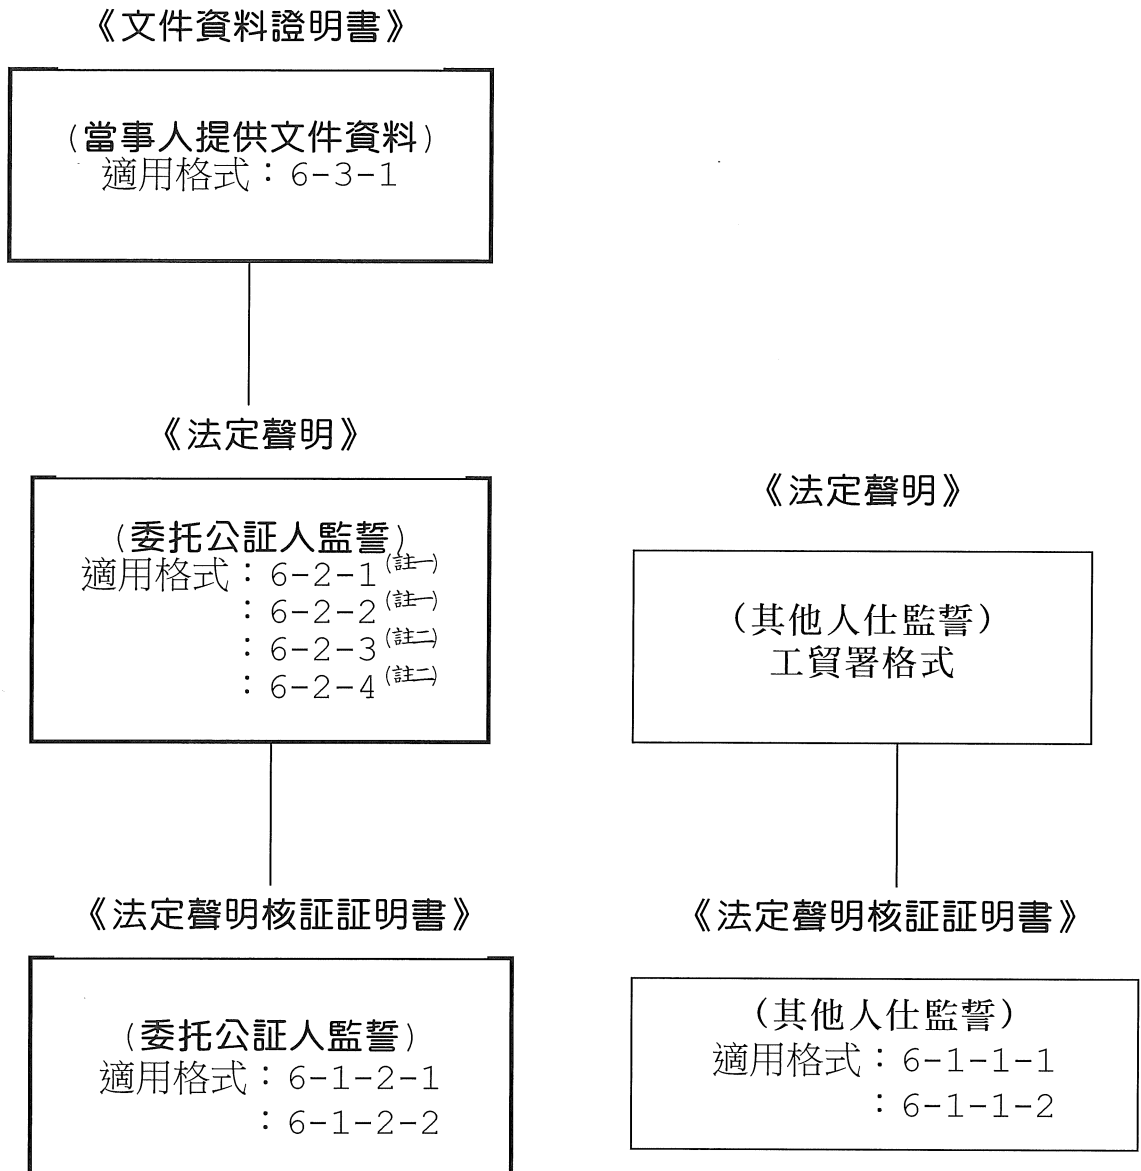 《文件資料證明書》
(當事人提供文件資料)
適用格式：6-3-1
《法定聲明》
(委托公証人監誓)
適用格式：6-2-1(註一)
：6-2-2(註一)
：6-2-3(註二)
：6-2-4(註二)
《法定聲明核証証明書》
(委托公証人監誓)
適用格式：6-1-2-1
：6-1-2-2
《法定聲明》
(其他人仕監誓)
工貿署格式
《法定聲明核証証明書》
(其他人仕監誓)
適用格式：6-1-1-1
：6-1-1-2